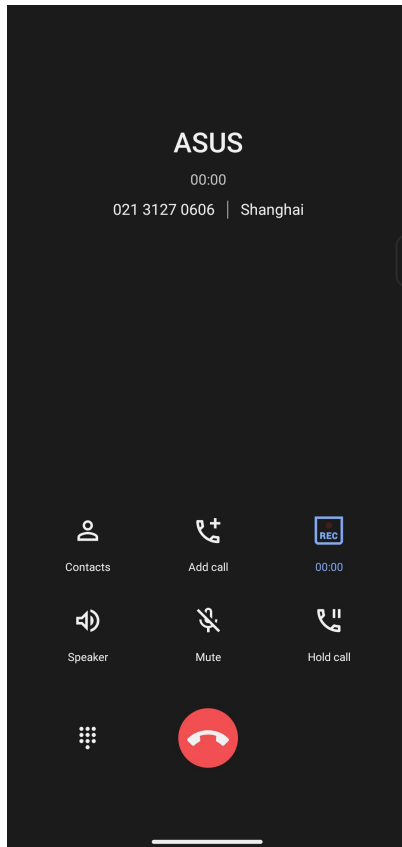 ASUS
00:00
021 3127 0606 | Shanghai
Contacts
Add call
REC
00:00
Speaker
Mute
Hold call